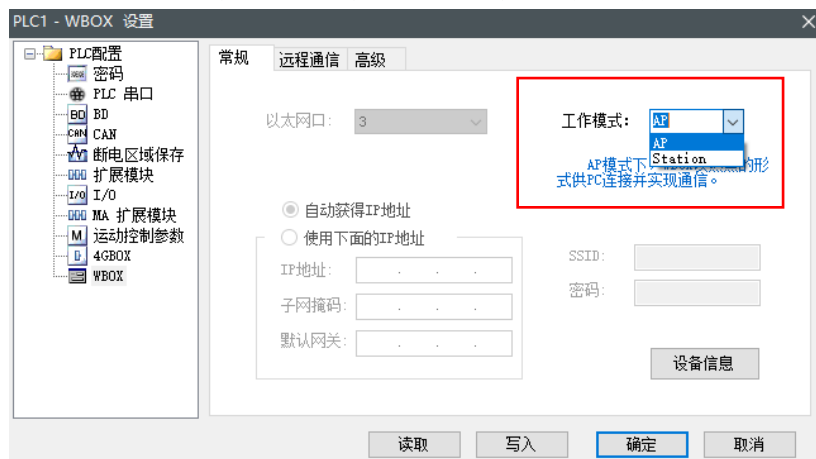 PLC1 - WBOX 设置
PLC配置
密码
PLC 串口
BD
BD
CAN
CAN
断电区域保存
扩展模块
I/O
I/O
MA 扩展模块
M
运动控制参数
4GBOX
WBOX
常规
远程通信
高级
以太网口:
3
工作模式:
AP
AP
Station
AP模式下,
的形
式供PC连接并实现通信。
自动获得IP地址
使用下面的IP地址
IP地址:
子网掩码:
默认网关:
SSID:
密码:
设备信息
读取
写入
确定
取消